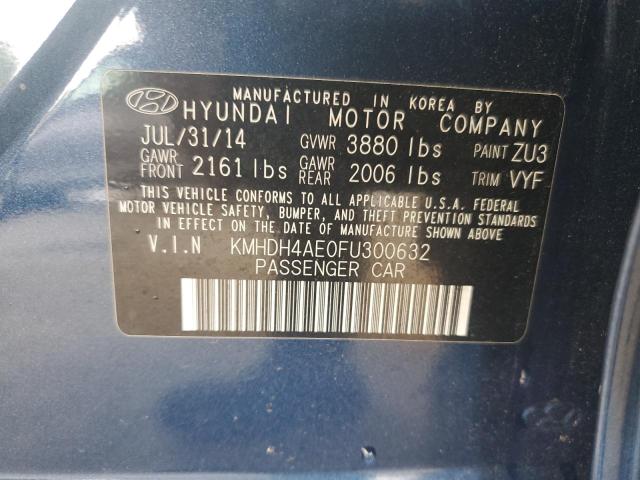 MANUFACTURED IN KOREA BY
HYUNDAI MOTOR COMPANY
JUL/31/14 GVWR 3880 lbs PAINT ZU3
GAWR FRONT 2161 lbs GAWR REAR 2006 lbs TRIM VYF
THIS VEHICLE CONFORMS TO ALL APPLICABLE U.S.A. FEDERAL
MOTOR VEHICLE SAFETY, BUMPER, AND THEFT PREVENTION STANDARDS
IN EFFECT ON THE DATE OF MANUFACTURE SHOWN ABOVE.
V.I.N KMHDH4AE0FU300632
PASSENGER CAR